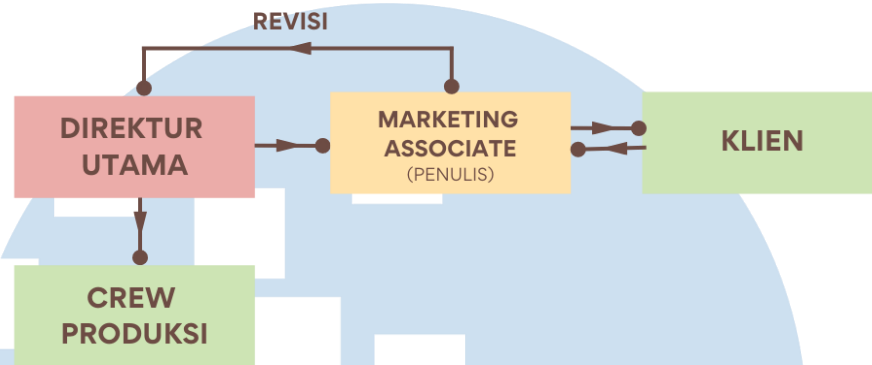 REVISI
DIREKTUR
UTAMA
MARKETING
ASSOCIATE
(PENULIS)
KLIEN
CREW
PRODUKSI